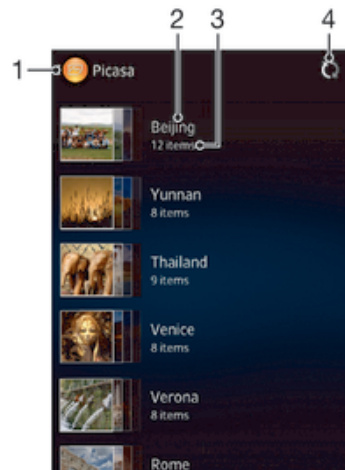 2
3
4
1
Picasa
Beijing
12 items
Yunnan
8 items
Thailand
9 items
Venice
8 items
Verona
8 items
Rome